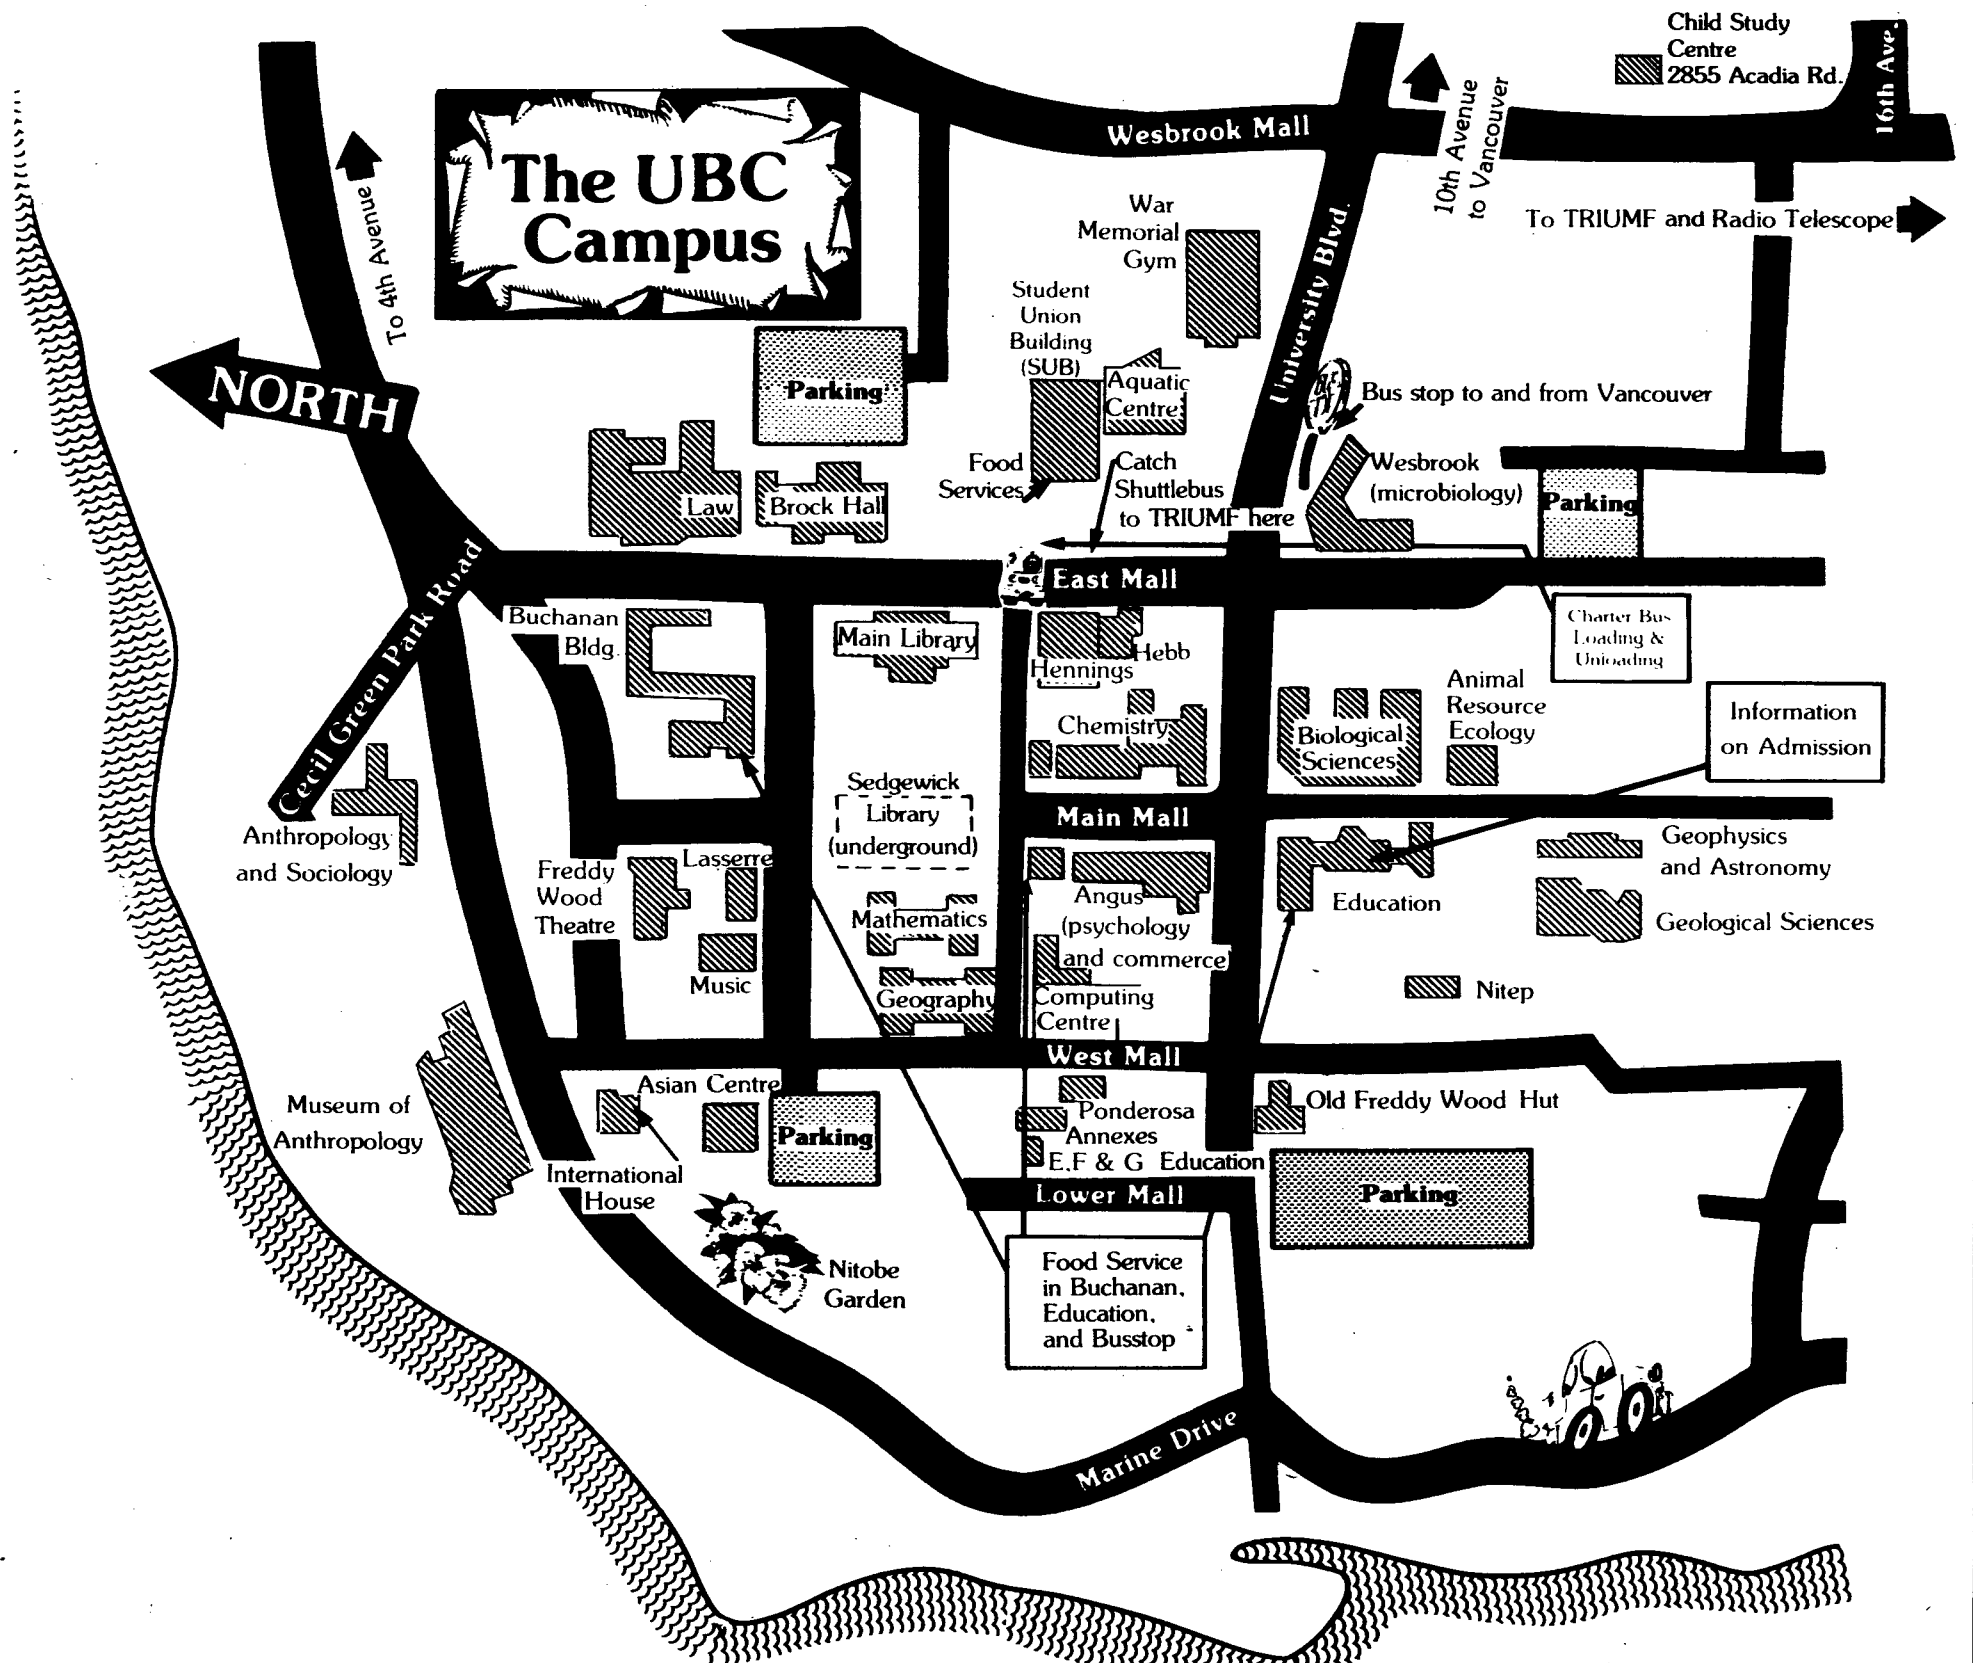 Child Study
Centre
2855 Acadia Rd.
16th Ave.
The UBC
Campus
Wesbrook Mall
10th Avenue
to Vancouver
To 4th Avenue
To TRIUMF and Radio Telescope
War
Memorial
Gym
University Blvd.
Student
Union
Building
(SUB)
NORTH
Parking
Aquatic
Centre
Bus stop to and from Vancouver
Food
Services
Catch
Shuttlebus
to TRIUMF here
Wesbrook
(microbiology)
Parking
Law
Brock Hall
East Mall
Cecil Green Park Road
Buchanan
Bldg.
Main Library
Hennings
Hebb
Charter Bus
Loading &
Unloading
Animal
Resource
Ecology
Information
on Admission
Chemistry
Biological
Sciences
Sedgewick
Library
(underground)
Main Mall
Anthropology
and Sociology
Freddy
Wood
Theatre
Lasserre
Geophysics
and Astronomy
Angus
(psychology
and commerce
Education
Mathematics
Geological Sciences
Music
Geography
Computing
Centre
Nitep
West Mall
Museum of
Anthropology
Asian Centre
Parking
Ponderosa
Annexes
E.F & G Education
Old Freddy Wood Hut
International
House
Lower Mall
Parking
Nitobe
Garden
Food Service
in Buchanan,
Education,
and Busstop
Marine Drive